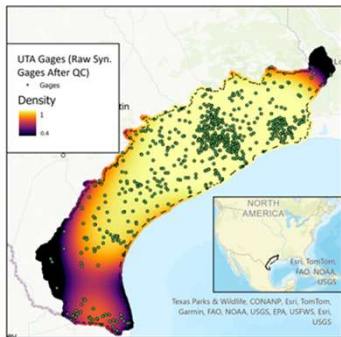 UTA Gages (Raw Syn.
Gages After QC)
Gages
Density
1
0.4
tin
NORTH
AMERICA
Esri, TomTom,
FAO, NOAA,
USGS
Texas Parks & Wildlife, CONANP, Esri, TomTom,
Garmin, FAO, NOAA, USGS, EPA, USFWS, Esri,
USGS